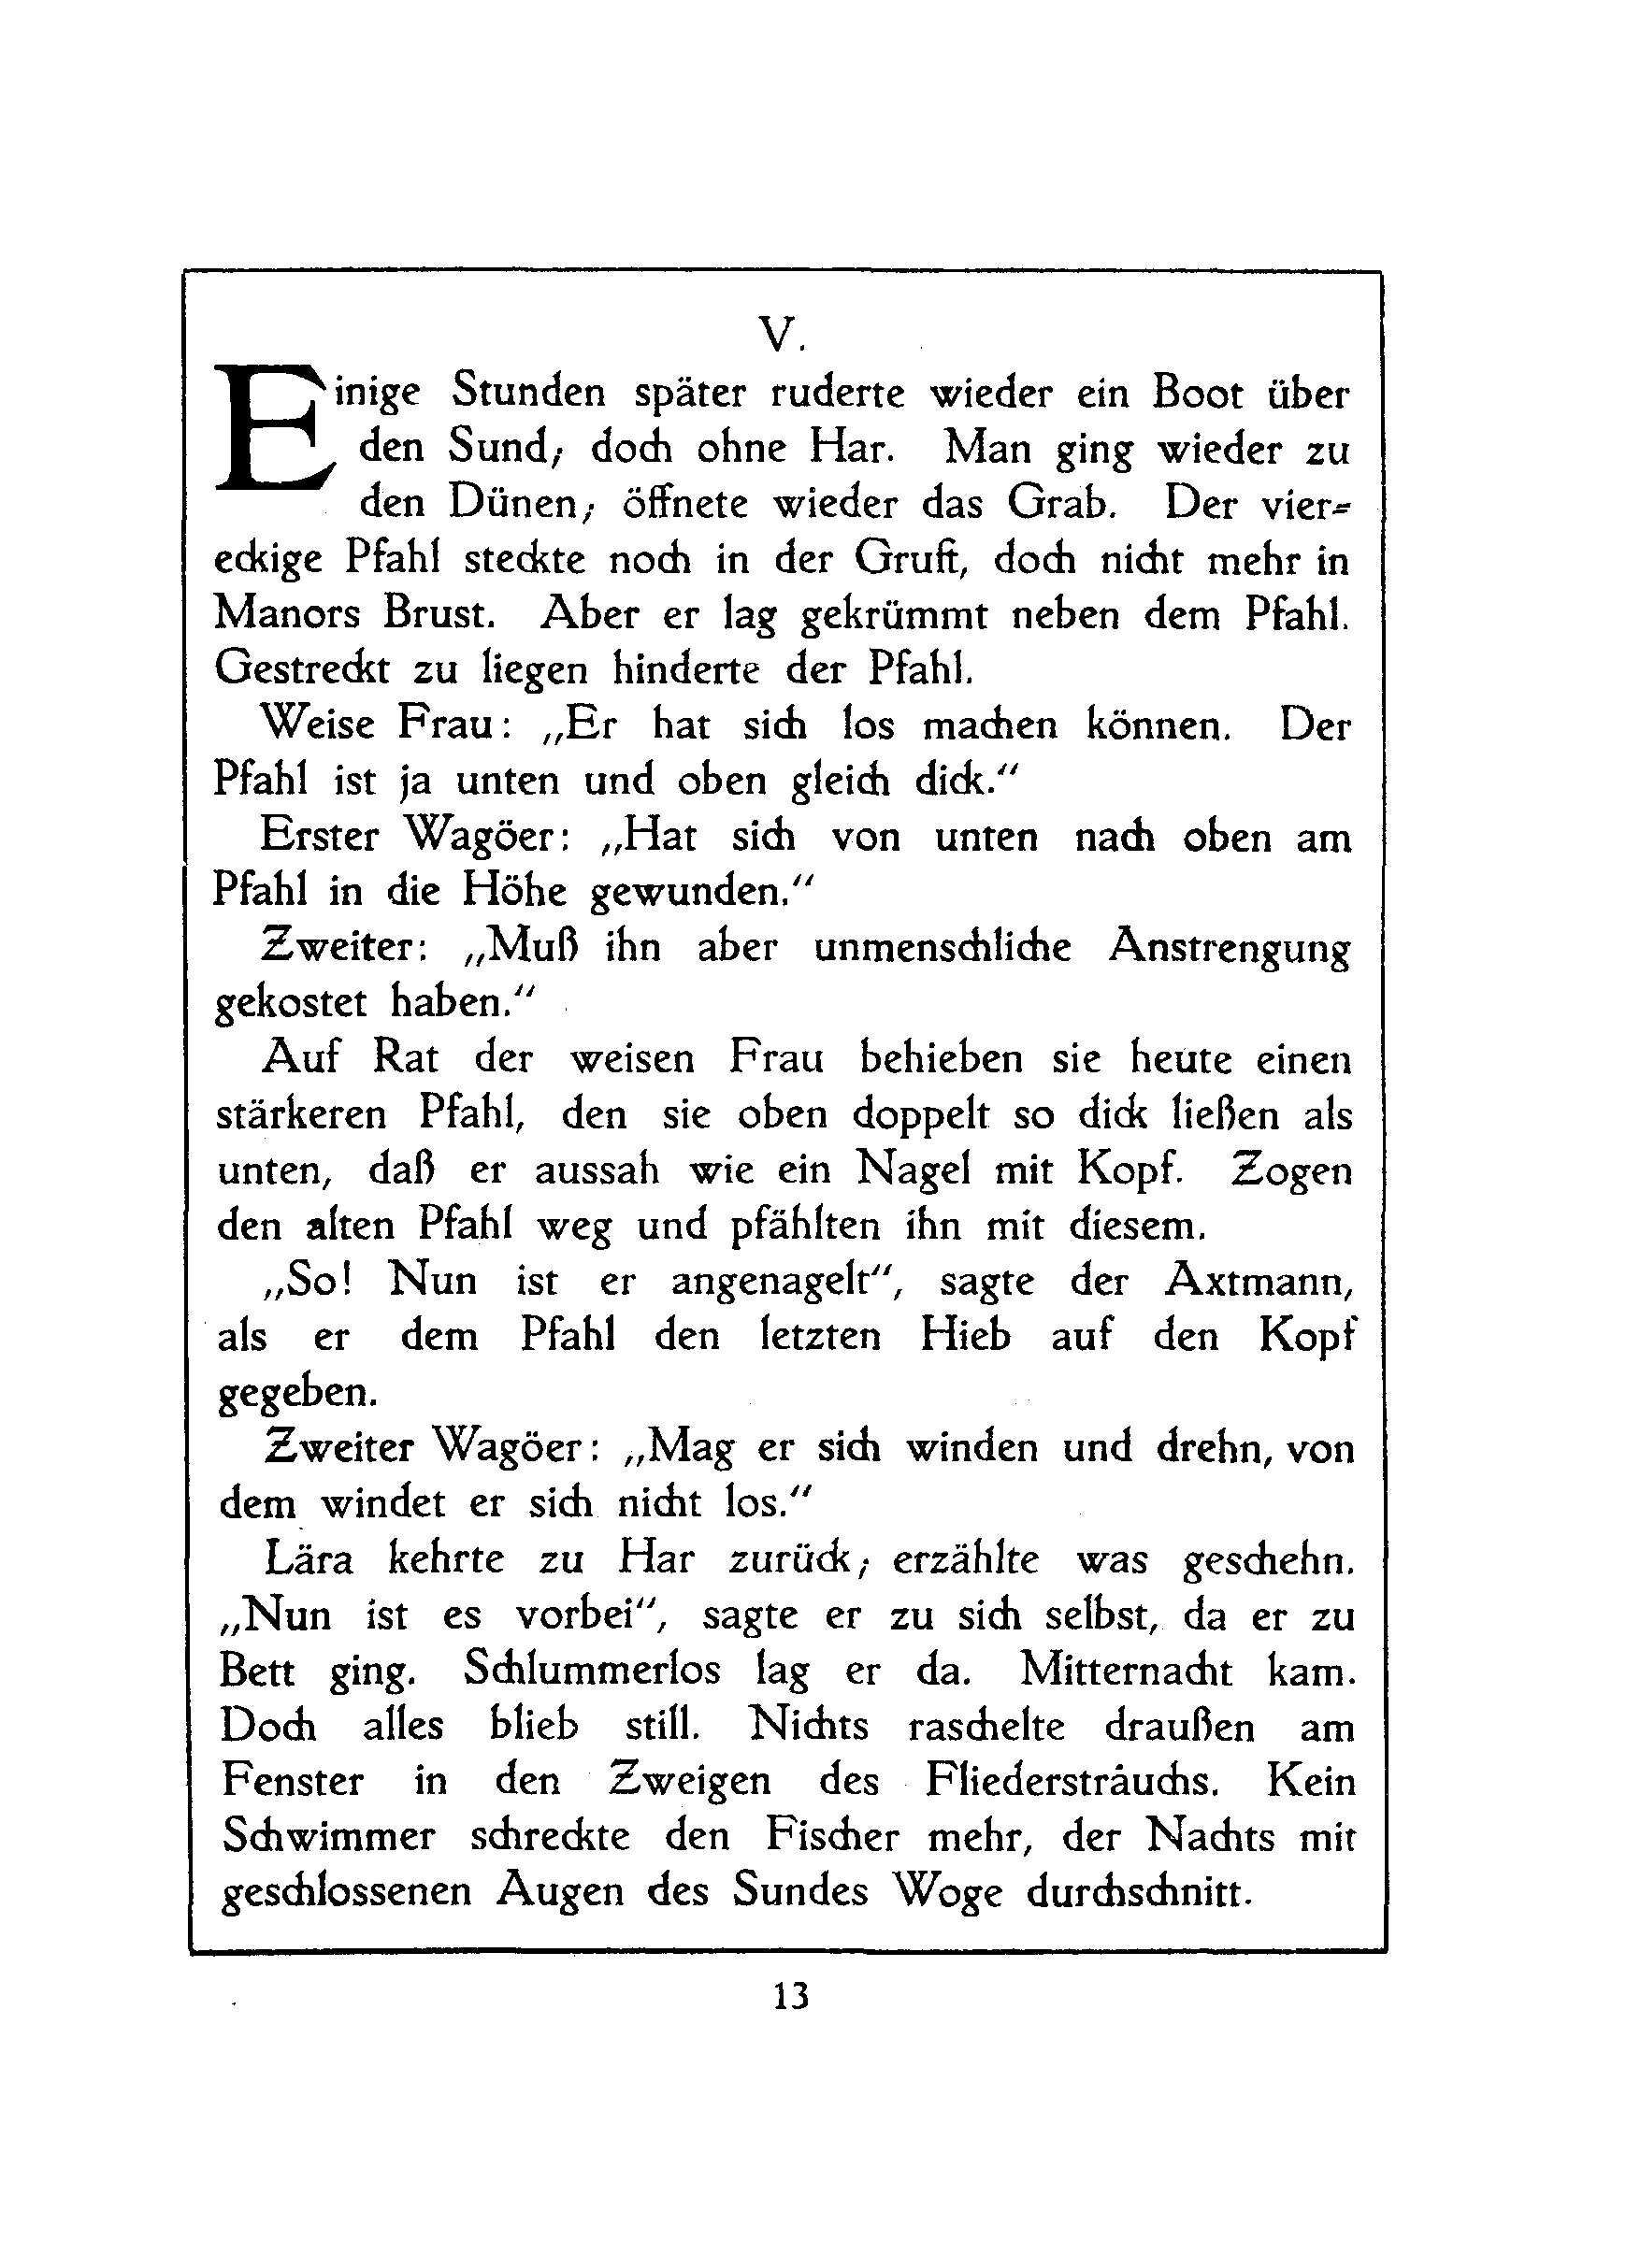 V.
Einige Stunden später ruderte wieder ein Boot über
den Sund; doch ohne Har. Man ging wieder zu
den Dünen; öffnete wieder das Grab. Der vier-
eckige Pfahl steckte noch in der Gruft, doch nicht mehr in
Manors Brust. Aber er lag gekrümmt neben dem Pfahl.
Gestreckt zu liegen hinderte der Pfahl.
Weise Frau: „Er hat sich los machen können. Der
Pfahl ist ja unten und oben gleich dick.“
Erster Wagöer: „Hat sich von unten nach oben am
Pfahl in die Höhe gewunden.“
Zweiter: „Muß ihn aber unmenschliche Anstrengung
gekostet haben.“
Auf Rat der weisen Frau behieben sie heute einen
stärkeren Pfahl, den sie oben doppelt so dick ließen als
unten, daß er aussah wie ein Nagel mit Kopf. Zogen
den alten Pfahl weg und pfählten ihn mit diesem.
„So! Nun ist er angenagelt“, sagte der Axtmann,
als er dem Pfahl den letzten Hieb auf den Kopf
gegeben.
Zweiter Wagöer: „Mag er sich winden und drehn, von
dem windet er sich nicht los.“
Lära kehrte zu Har zurück; erzählte was geschehn.
„Nun ist es vorbei“, sagte er zu sich selbst, da er zu
Bett ging. Schlummerlos lag er da. Mitternacht kam.
Doch alles blieb still. Nichts raschelte draußen am
Fenster in den Zweigen des Fliedersträuchs. Kein
Schwimmer schreckte den Fischer mehr, der Nachts mit
geschlossenen Augen des Sundes Woge durchschnitt.
13